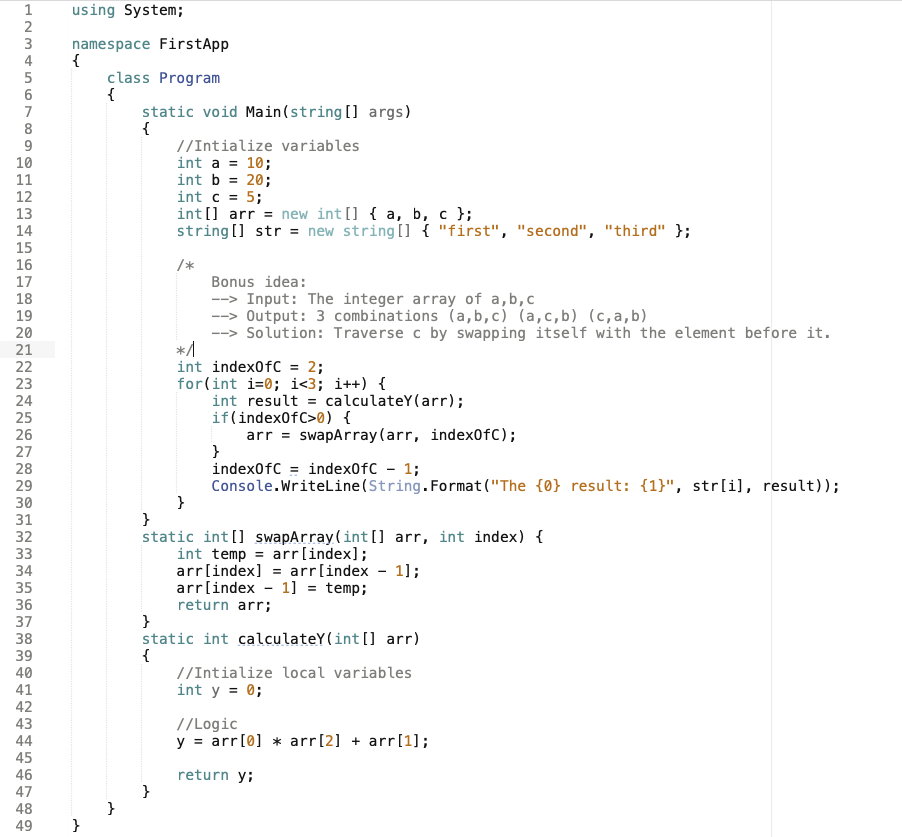 1 using System;
2
3 namespace FirstApp
4 {
5     class Program
6     {
7         static void Main(string[] args)
8         {
9             //Intialize variables
10             int a = 10;
11             int b = 20;
12             int c = 5;
13             int[] arr = new int[] { a, b, c };
14             string[] str = new string[] { "first", "second", "third" };
15
16             /*
17                 Bonus idea:
18                 --> Input: The integer array of a,b,c
19                 --> Output: 3 combinations (a,b,c) (a,c,b) (c,a,b)
20                 --> Solution: Traverse c by swapping itself with the element before it.
21             */
22             int indexOfC = 2;
23             for(int i=0; i<3; i++) {
24                 int result = calculateY(arr);
25                 if(indexOfC>0) {
26                     arr = swapArray(arr, indexOfC);
27                 }
28                 indexOfC = indexOfC - 1;
29                 Console.WriteLine(String.Format("The {0} result: {1}", str[i], result));
30             }
31         }
32         static int[] swapArray(int[] arr, int index) {
33             int temp = arr[index];
34             arr[index] = arr[index - 1];
35             arr[index - 1] = temp;
36             return arr;
37         }
38         static int calculateY(int[] arr)
39         {
40             //Intialize local variables
41             int y = 0;
42
43             //Logic
44             y = arr[0] * arr[2] + arr[1];
45
46             return y;
47         }
48     }
49 }